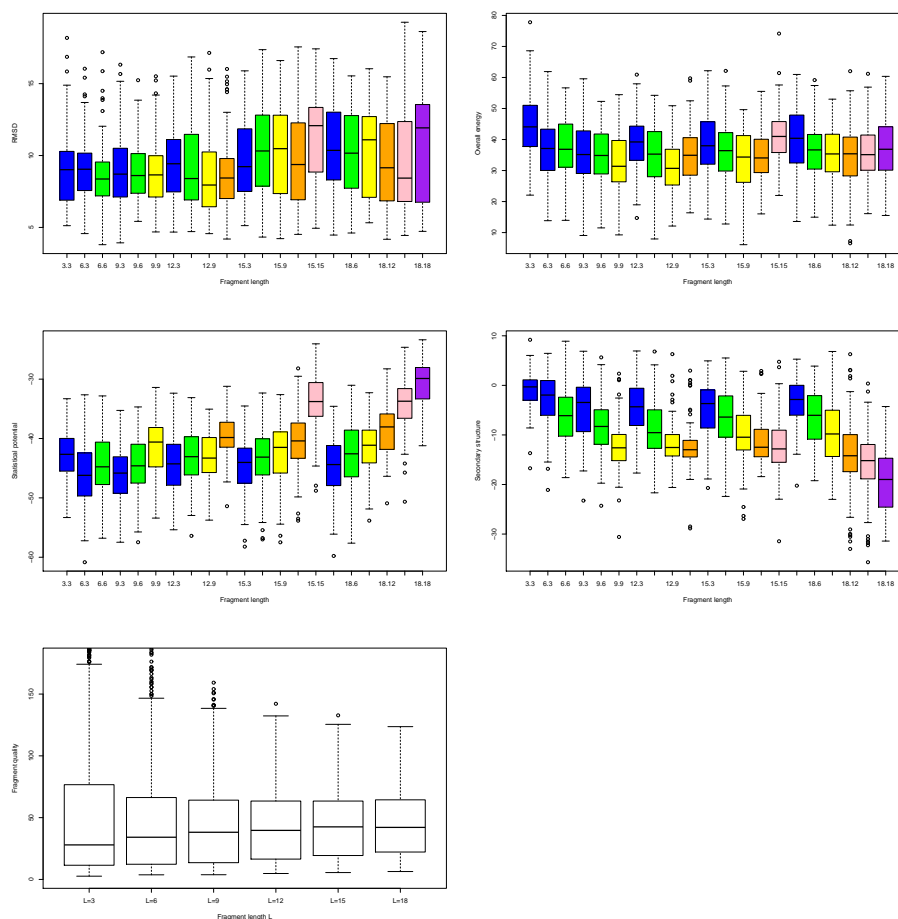 RMSD
5
10
15
3.3 6.3 6.6 9.3 9.6 9.9 12.3 12.9 15.3 15.9 15.15 18.6 18.12 18.18
Fragment length
Overall energy
10 20 30 40 50 60 70 80
3.3 6.3 6.6 9.3 9.6 9.9 12.3 12.9 15.3 15.9 15.15 18.6 18.12 18.18
Fragment length
Statistical potential
−60 −50 −40 −30
3.3 6.3 6.6 9.3 9.6 9.9 12.3 12.9 15.3 15.9 15.15 18.6 18.12 18.18
Fragment length
Secondary structure
−30 −20 −10 0 10
3.3 6.3 6.6 9.3 9.6 9.9 12.3 12.9 15.3 15.9 15.15 18.6 18.12 18.18
Fragment length
Fragment quality
0 50 100 150
L=3 L=6 L=9 L=12 L=15 L=18
Fragment length L